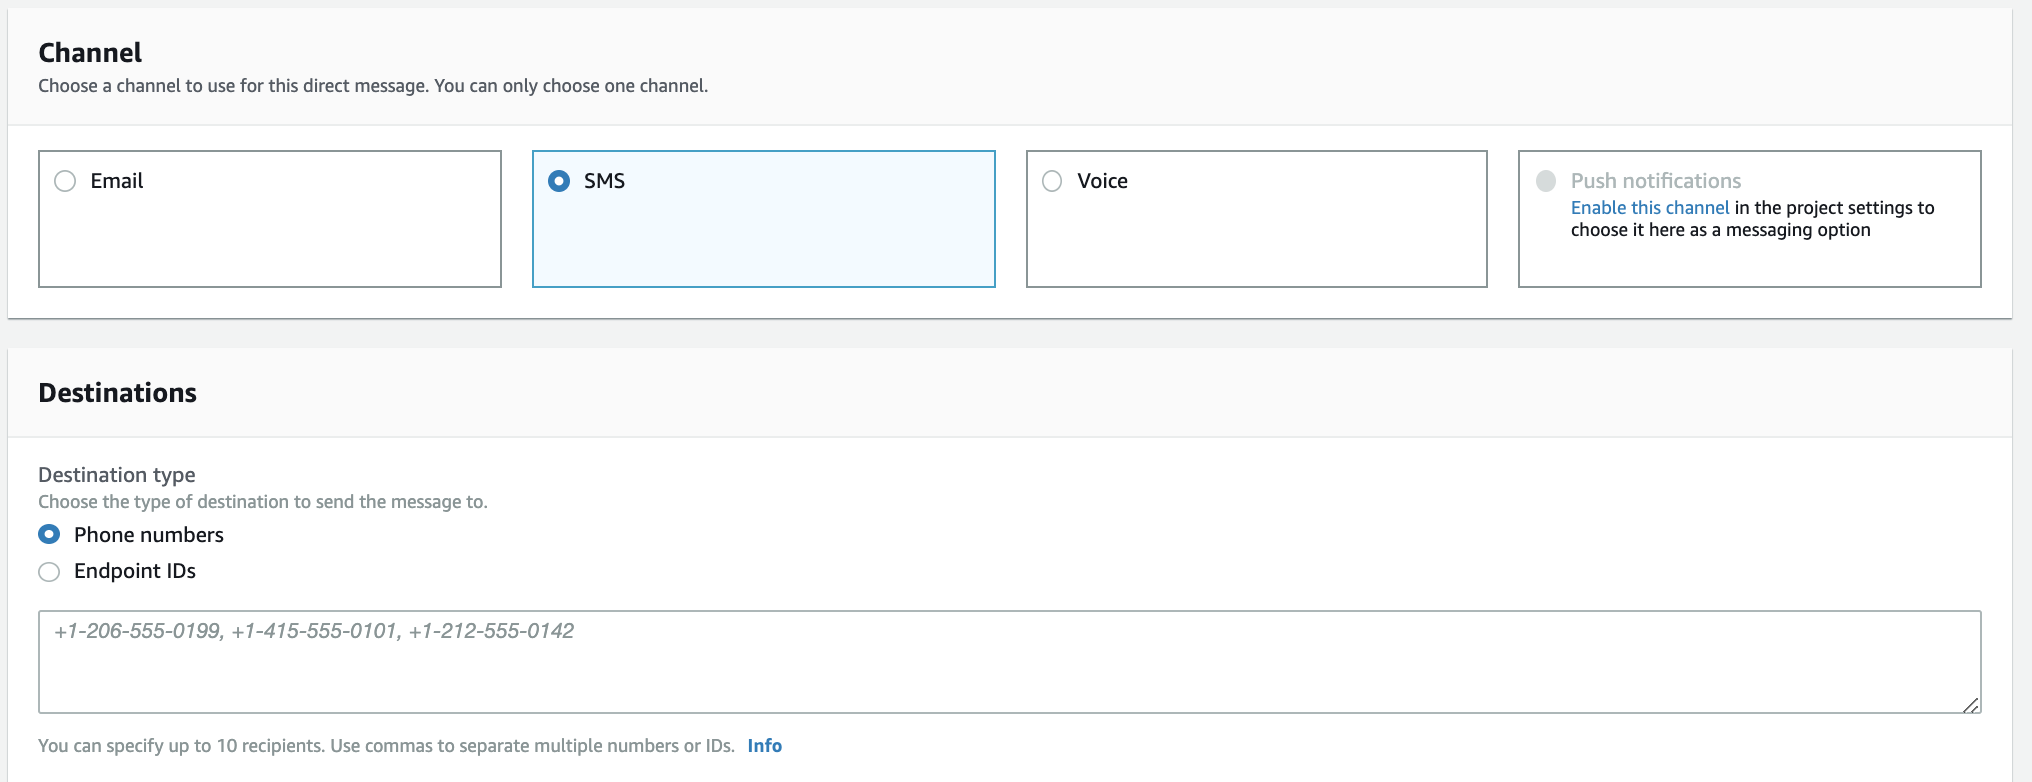 Channel
Choose a channel to use for this direct message. You can only choose one channel.
Email
SMS
Voice
Push notifications
Enable this channel in the project settings to
choose it here as a messaging option
Destinations
Destination type
Choose the type of destination to send the message to.
Phone numbers
Endpoint IDs
+1-206-555-0199, +1-415-555-0101, +1-212-555-0142
You can specify up to 10 recipients. Use commas to separate multiple numbers or IDs. Info